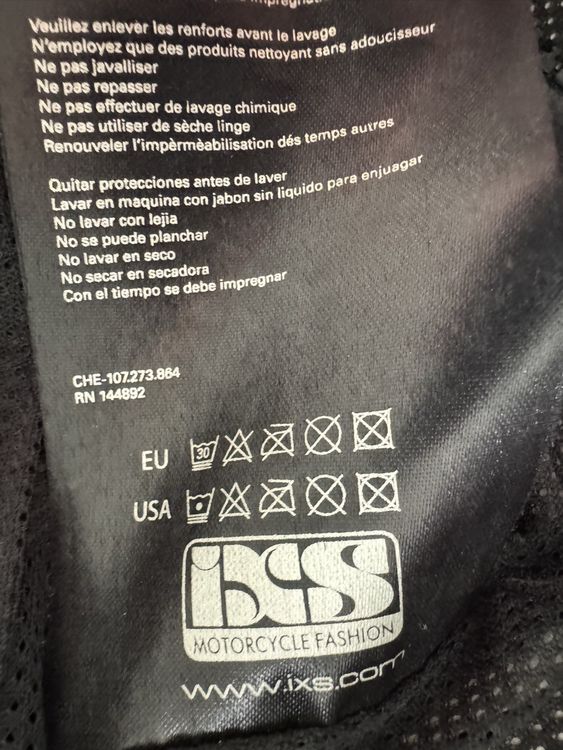 Veuillez enlever les renforts avant le lavage
N'employez que des produits nettoyant sans adoucisseur
Ne pas javalliser
Ne pas repasser
Ne pas effectuer de lavage chimique
Ne pas utiliser de sèche linge
Renouveler l'impèrmèabilisation dés temps autres
Quitar protecciones antes de laver
Lavar en maquina con jabon sin liquido para enjuagar
No lavar con lejia
No se puede planchar
No lavar en seco
No secar en secadora
Con el tiempo se debe impregnar
CHE-107.273.864
RN 144892
EU 30
USA
iXS
MOTORCYCLE FASHION
www.ixs.com